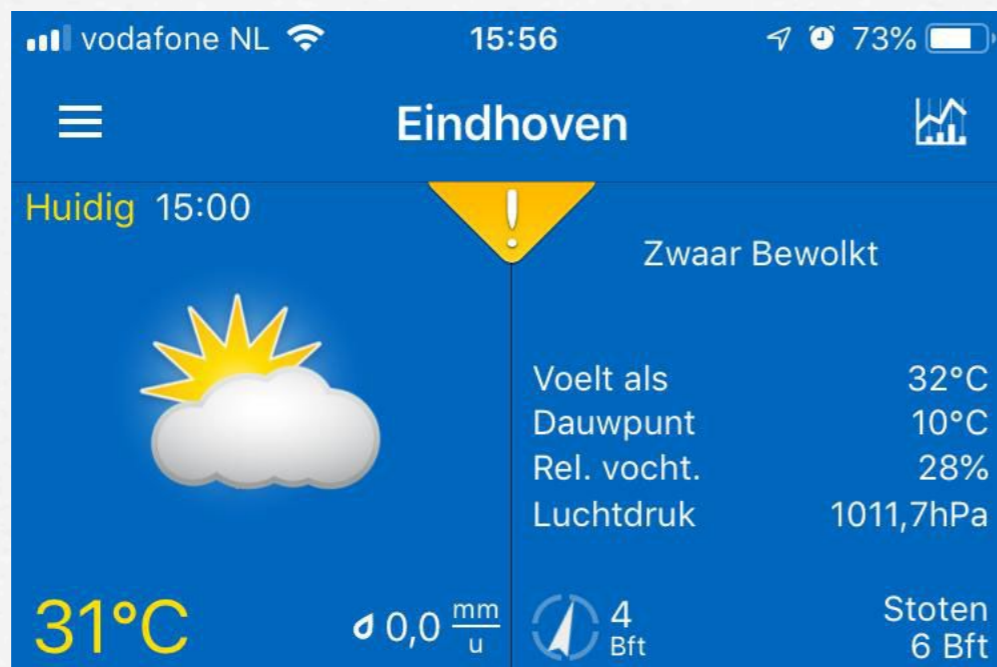 vodafone NL 15:56 73%
Eindhoven
Huidig 15:00
!
Zwaar Bewolkt
Voelt als 32°C
Dauwpunt 10°C
Rel. vocht. 28%
Luchtdruk 1011,7hPa
31°C 0,0 mm/u
4 Bft
Stoten
6 Bft